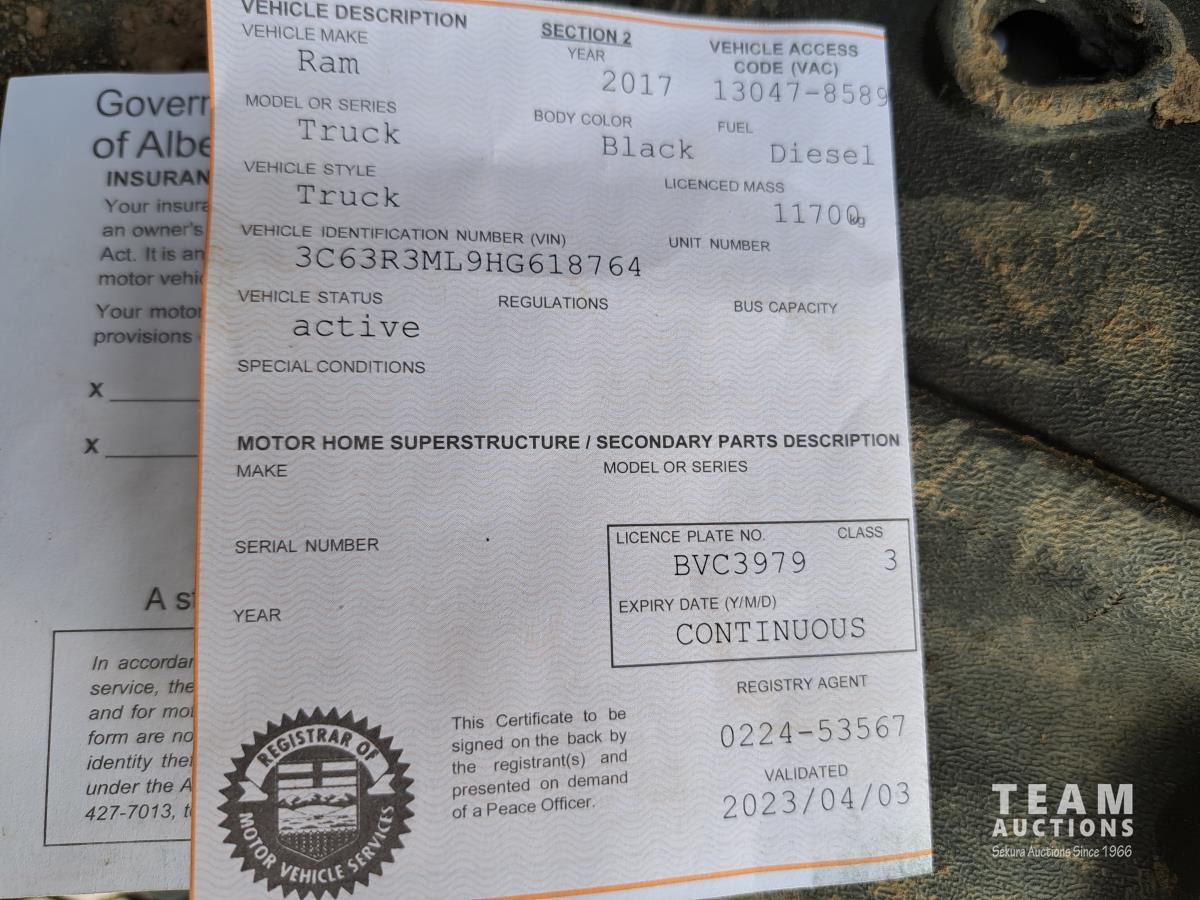 VEHICLE DESCRIPTION
SECTION 2
VEHICLE MAKE
Ram
YEAR
2017
VEHICLE ACCESS
CODE (VAC)
13047-8589
MODEL OR SERIES
Truck
BODY COLOR
Black
FUEL
Diesel
VEHICLE STYLE
Truck
LICENCED MASS
11700kg
VEHICLE IDENTIFICATION NUMBER (VIN)
3C63R3ML9HG618764
UNIT NUMBER
VEHICLE STATUS
active
REGULATIONS
BUS CAPACITY
SPECIAL CONDITIONS
MOTOR HOME SUPERSTRUCTURE / SECONDARY PARTS DESCRIPTION
MAKE
MODEL OR SERIES
SERIAL NUMBER
YEAR
LICENCE PLATE NO.
CLASS
BVC3979
3
EXPIRY DATE (Y/M/D)
CONTINUOUS
REGISTRY AGENT
0224-53567
VALIDATED
2023/04/03
This Certificate to be
signed on the back by
the registrant(s) and
presented on demand
of a Peace Officer.
REGISTRAR OF
MOTOR VEHICLE SERVICES
Govern
of Albe
INSURAN
Your insura
an owner's
Act. It is an
motor vehic
Your motor
provisions
X
X
A st
In accordan
service, the
and for mot
form are no
identity the
under the A
427-7013, t
TEAM
AUCTIONS
Sekura Auctions Since 1966